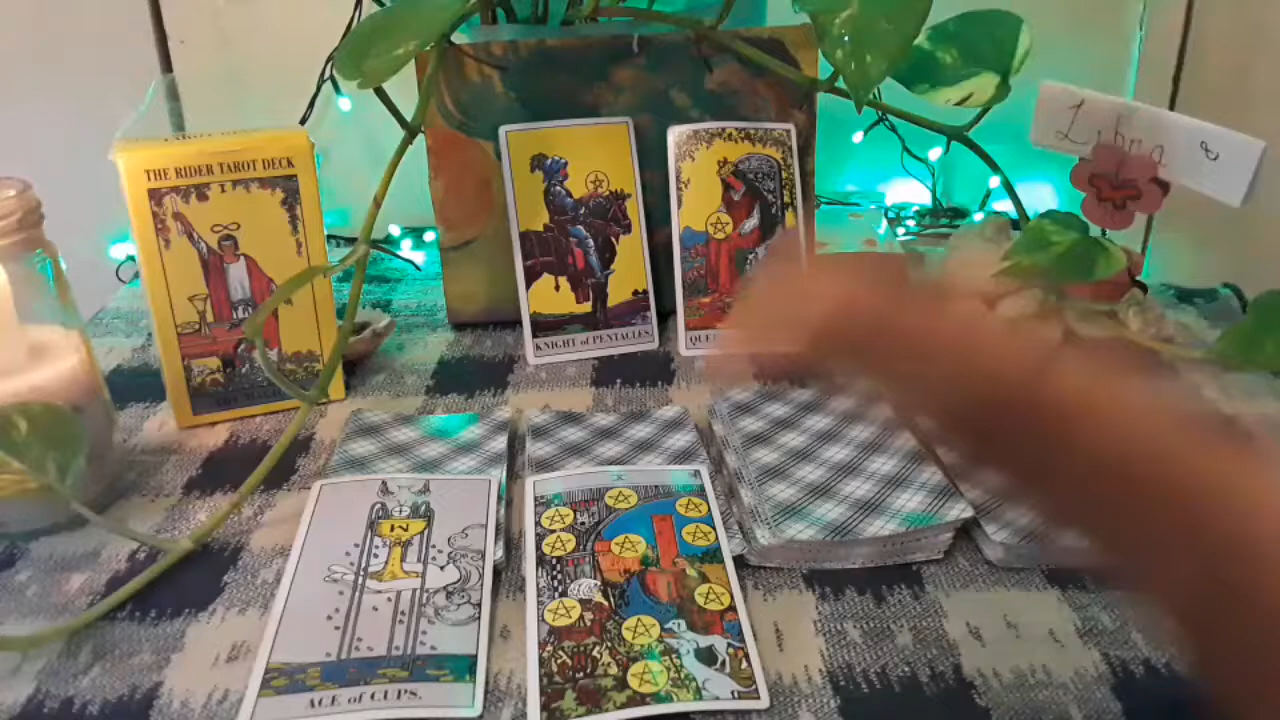 THE RIDER TAROT DECK
I
KNIGHT of PENTACLES.
Libra
X
ACE of CUPS.